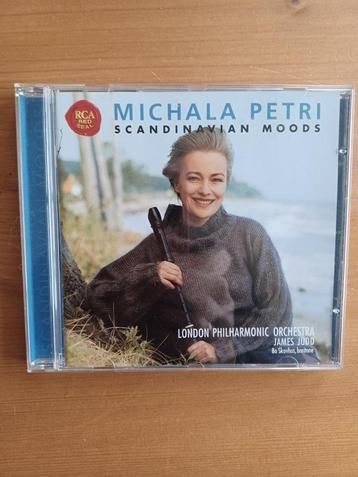 RCA
RED
SEAL
MICHALA PETRI
SCANDINAVIAN MOODS
LONDON PHILHARMONIC ORCHESTRA
JAMES JUDD
Bo Skovhus, baritone